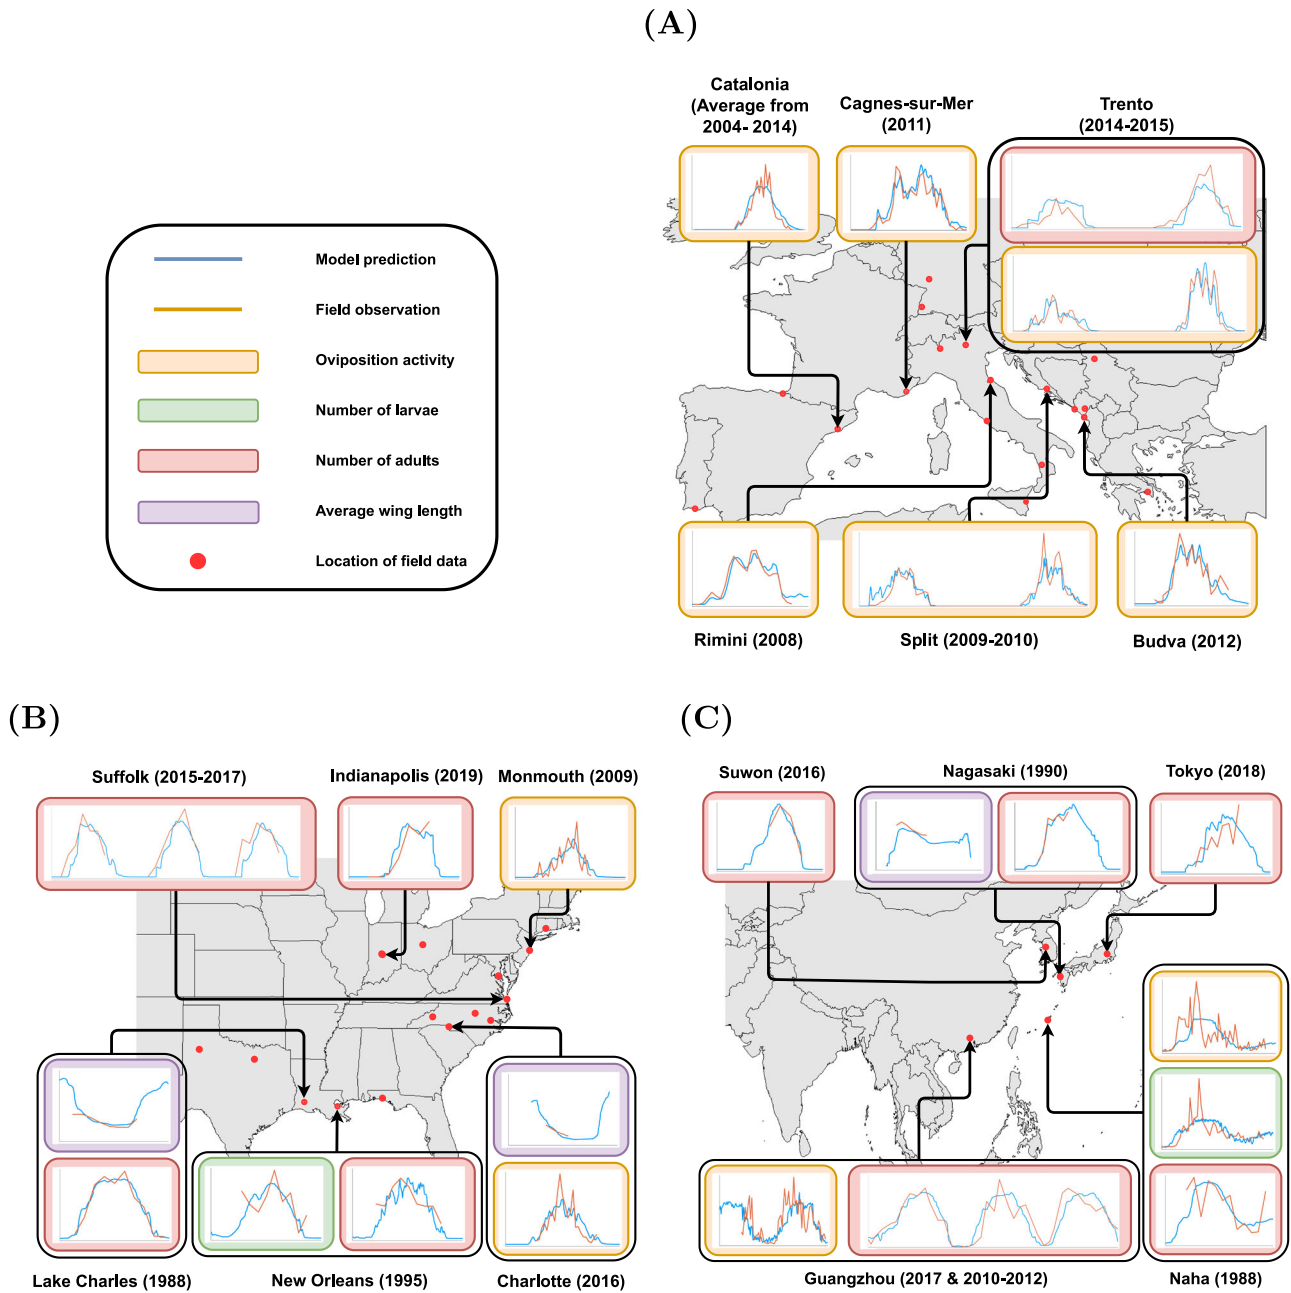 (A)
Catalonia
(Average from
2004- 2014)
Cagnes-sur-Mer
(2011)
Trento
(2014-2015)
Model prediction
Field observation
Oviposition activity
Number of larvae
Number of adults
Average wing length
Location of field data
Rimini (2008)
Split (2009-2010)
Budva (2012)
(B)
Suffolk (2015-2017)
Indianapolis (2019)
Monmouth (2009)
Lake Charles (1988)
New Orleans (1995)
Charlotte (2016)
(C)
Suwon (2016)
Nagasaki (1990)
Tokyo (2018)
Guangzhou (2017 & 2010-2012)
Naha (1988)